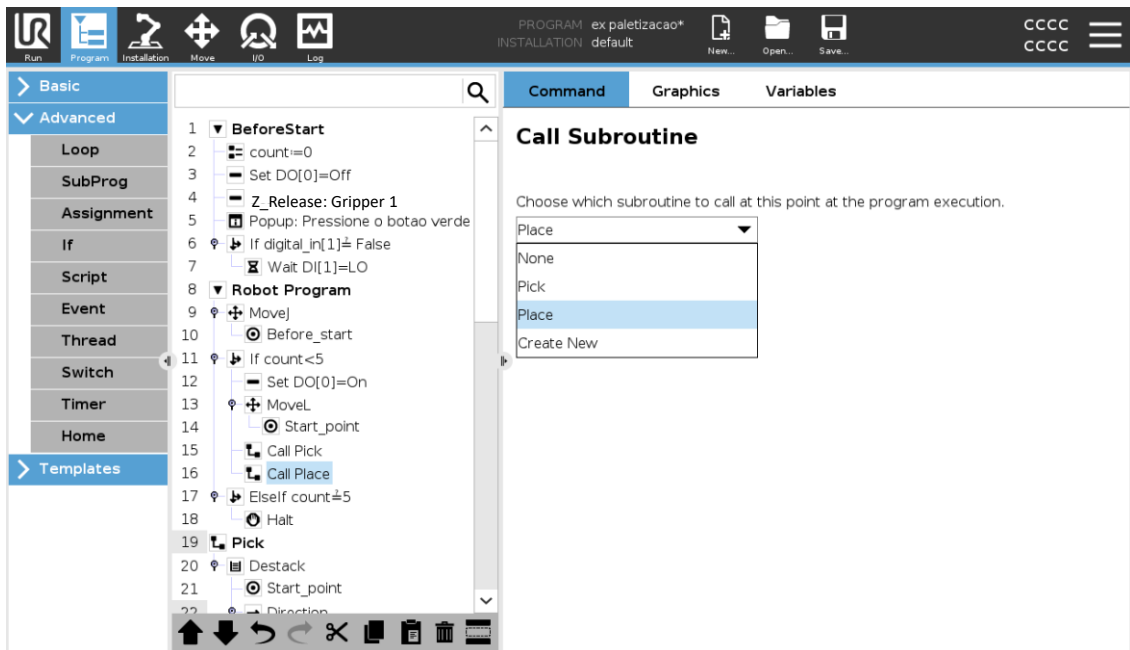 UR
Run
Program
Installation
Move
I/O
Log
PROGRAM ex paletizacao*
INSTALLATION default
New...
Open...
Save...
CCCC
CCCC
Basic
Advanced
Loop
SubProg
Assignment
If
Script
Event
Thread
Switch
Timer
Home
Templates
1 BeforeStart
2 count:=0
3 Set DO[0]=Off
4 Z_Release: Gripper 1
5 Popup: Pressione o botao verde
6 If digital_in[1]≟ False
7 Wait DI[1]=LO
8 Robot Program
9 MoveJ
10 Before_start
11 If count<5
12 Set DO[0]=On
13 MoveL
14 Start_point
15 Call Pick
16 Call Place
17 ElseIf count≟5
18 Halt
19 Pick
20 Destack
21 Start_point
22 Direction
Command
Graphics
Variables
Call Subroutine
Choose which subroutine to call at this point at the program execution.
Place
None
Pick
Place
Create New